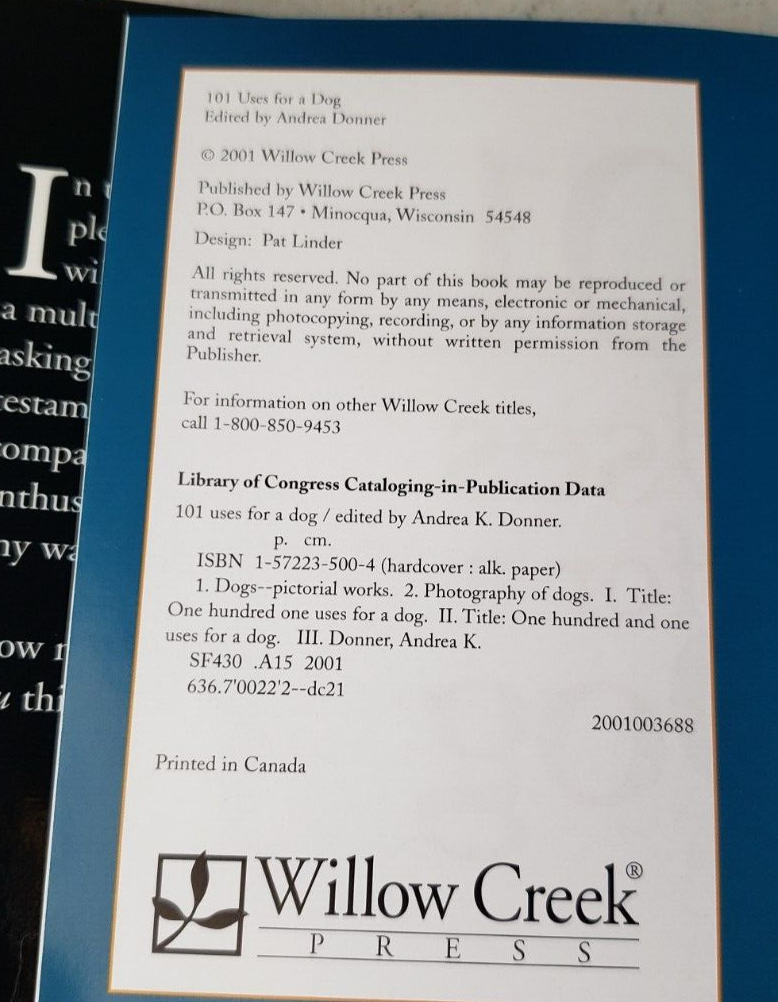 101 Uses for a Dog
Edited by Andrea Donner
© 2001 Willow Creek Press
Published by Willow Creek Press
P.O. Box 147 • Minocqua, Wisconsin 54548
Design: Pat Linder
All rights reserved. No part of this book may be reproduced or
transmitted in any form by any means, electronic or mechanical,
including photocopying, recording, or by any information storage
and retrieval system, without written permission from the
Publisher.
For information on other Willow Creek titles,
call 1-800-850-9453
Library of Congress Cataloging-in-Publication Data
101 uses for a dog / edited by Andrea K. Donner.
p. cm.
ISBN 1-57223-500-4 (hardcover : alk. paper)
1. Dogs--pictorial works. 2. Photography of dogs. I. Title:
One hundred one uses for a dog. II. Title: One hundred and one
uses for a dog. III. Donner, Andrea K.
SF430 .A15 2001
636.7'0022'2--dc21
2001003688
Printed in Canada
Willow Creek®
PRESS